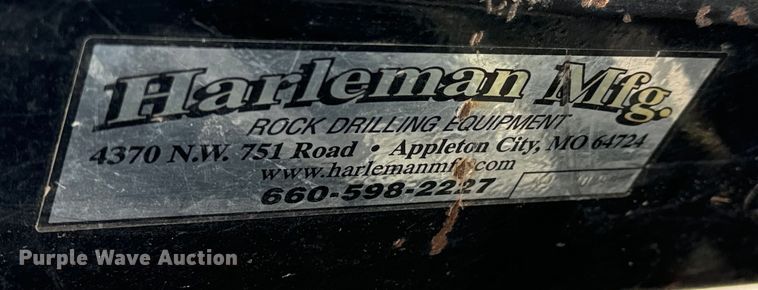 Harleman Mfg.
ROCK DRILLING EQUIPMENT
4370 N.W. 751 Road • Appleton City, MO 64724
www.harlemanmfg.com
660-598-2227
Purple Wave Auction